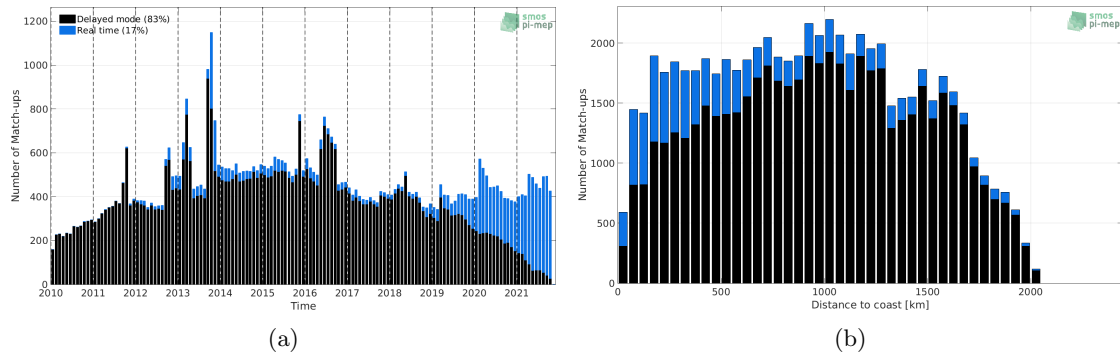 Delayed mode (83%)
Real time (17%)
smos
pi-mep
Number of Match-ups
1200
1000
800
600
400
200
0
2010 2011 2012 2013 2014 2015 2016 2017 2018 2019 2020 2021
Time
(a)
smos
pi-mep
Number of Match-ups
2000
1500
1000
500
0
0 500 1000 1500 2000
Distance to coast [km]
(b)